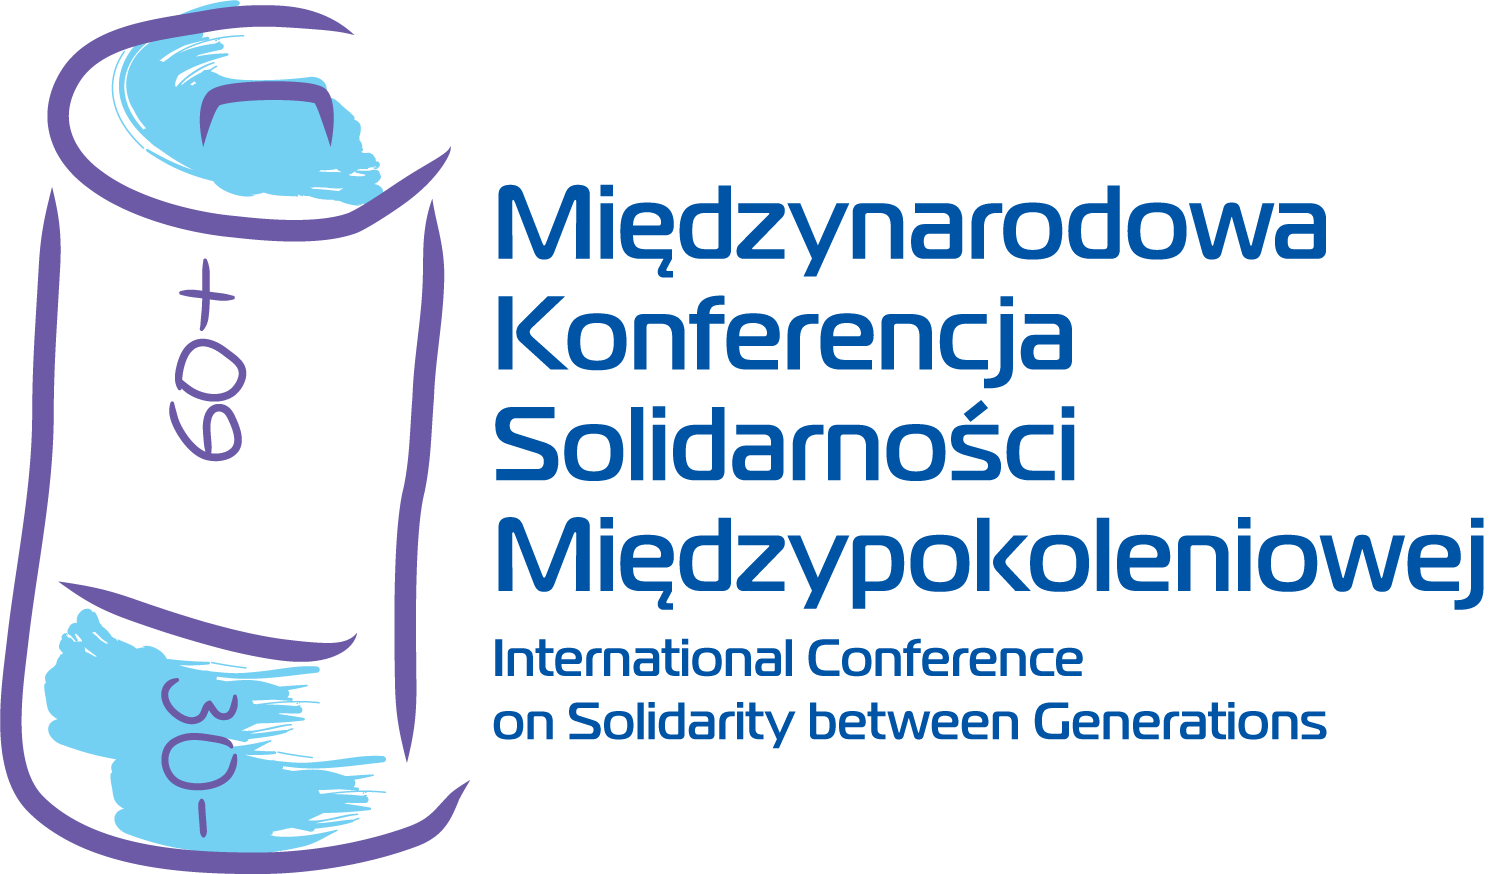 60+
30-
Międzynarodowa
Konferencja
Solidarności
Międzypokoleniowej
International Conference
on Solidarity between Generations